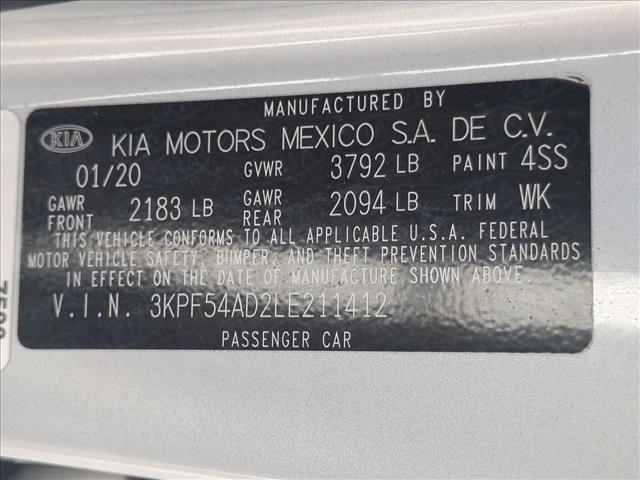 MANUFACTURED BY
KIA KIA MOTORS MEXICO S.A. DE C.V.
01/20 GVWR 3792 LB PAINT 4SS
GAWR FRONT 2183 LB GAWR REAR 2094 LB TRIM WK
THIS VEHICLE CONFORMS TO ALL APPLICABLE U.S.A. FEDERAL
MOTOR VEHICLE SAFETY, BUMPER, AND THEFT PREVENTION STANDARDS
IN EFFECT ON THE DATE OF MANUFACTURE SHOWN ABOVE.
V.I.N. 3KPF54AD2LE211412
PASSENGER CAR